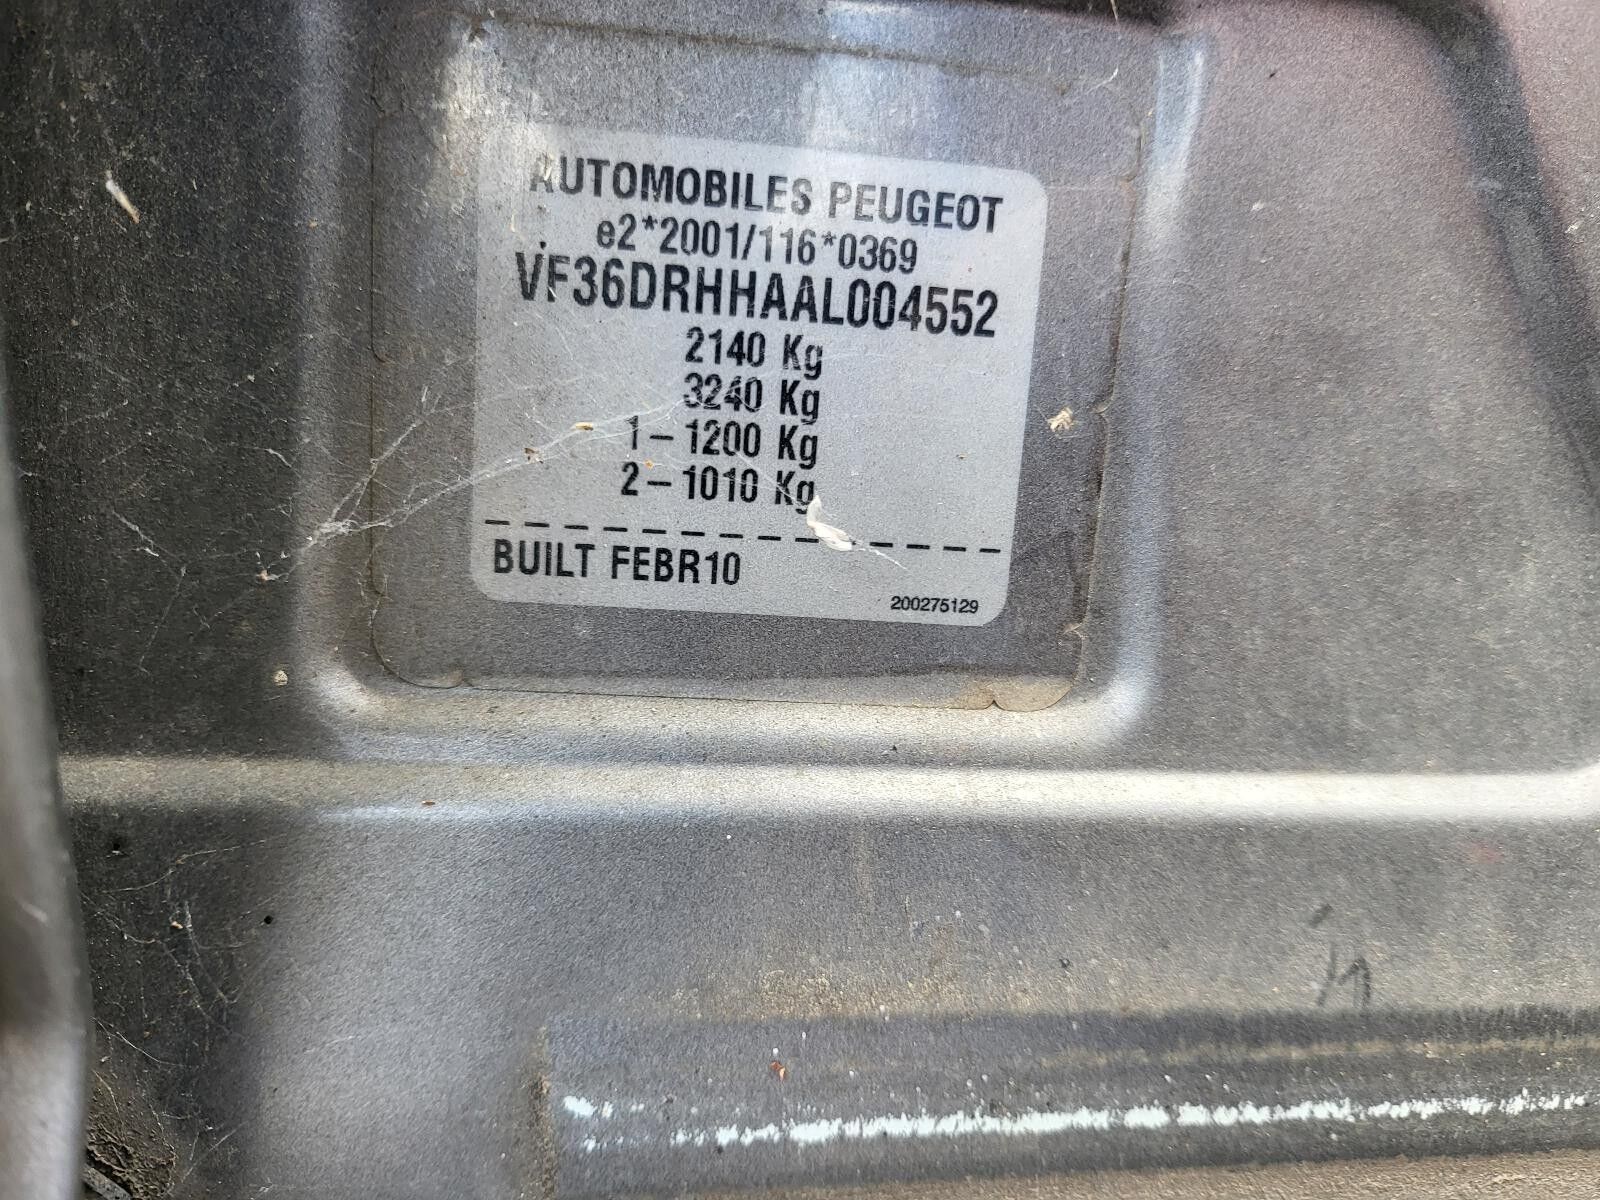 AUTOMOBILES PEUGEOT
e2*2001/116*0369
VF36DRHHAAL004552
2140 Kg
3240 Kg
1-1200 Kg
2-1010 Kg
BUILT FEBR10
200275129